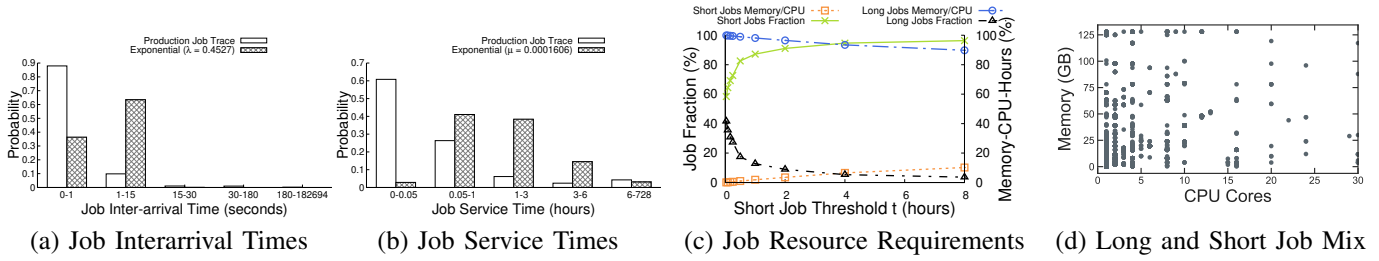 Production Job Trace
Exponential (λ = 0.4527)
0.9
0.8
0.7
0.6
0.5
0.4
0.3
0.2
0.1
0
Probability
0-1 1-15 15-30 30-180 180-182694
Job Inter-arrival Time (seconds)
(a) Job Interarrival Times
Production Job Trace
Exponential (μ = 0.0001606)
0.7
0.6
0.5
0.4
0.3
0.2
0.1
0
Probability
0-0.05 0.05-1 1-3 3-6 6-728
Job Service Time (hours)
(b) Job Service Times
Short Jobs Memory/CPU Long Jobs Memory/CPU
Short Jobs Fraction Long Jobs Fraction
100
80
60
40
20
0
Job Fraction (%)
100
80
60
40
20
0
Memory-CPU-Hours (%)
0 2 4 6 8
Short Job Threshold t (hours)
(c) Job Resource Requirements
125
100
75
50
25
0
Memory (GB)
0 5 10 15 20 25 30
CPU Cores
(d) Long and Short Job Mix